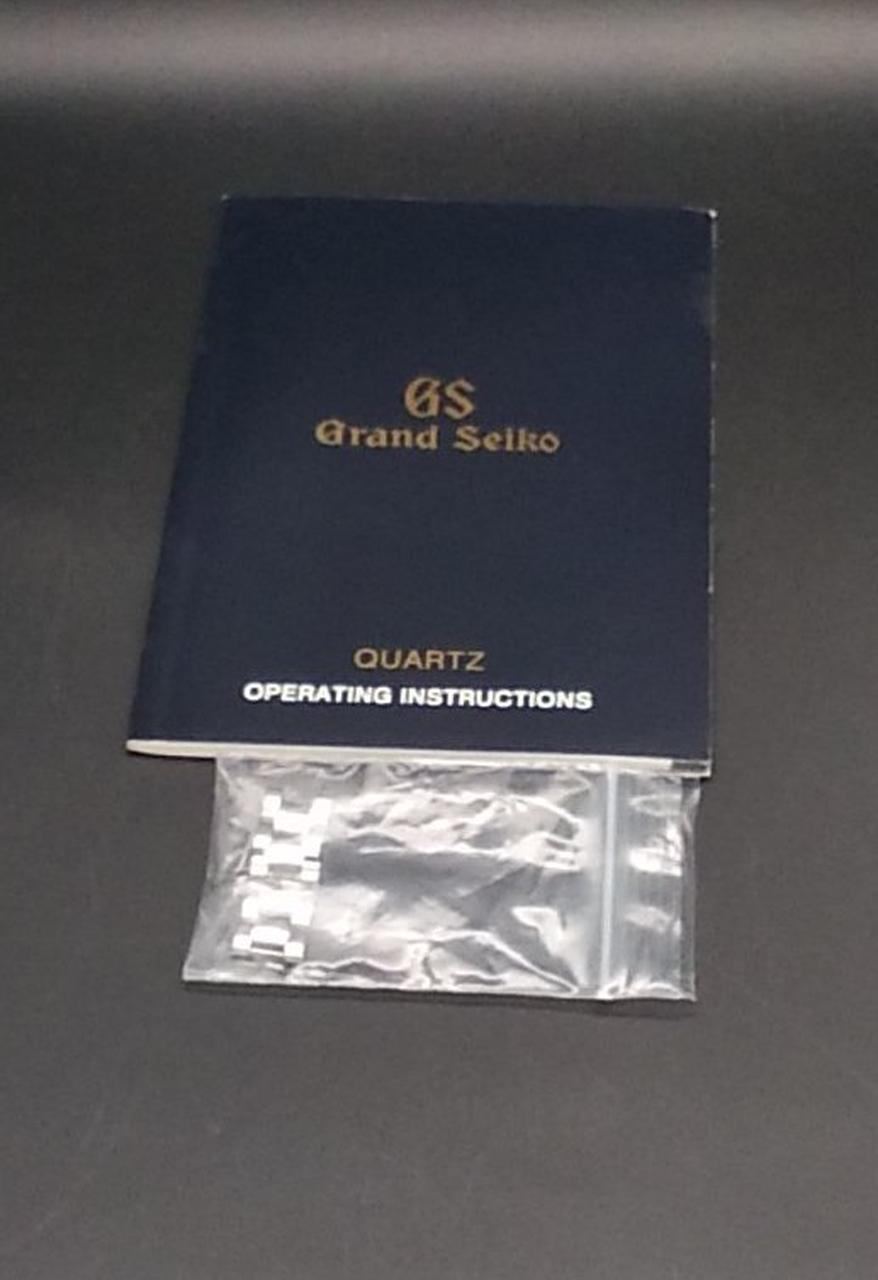 GS
Grand Seiko
QUARTZ
OPERATING INSTRUCTIONS